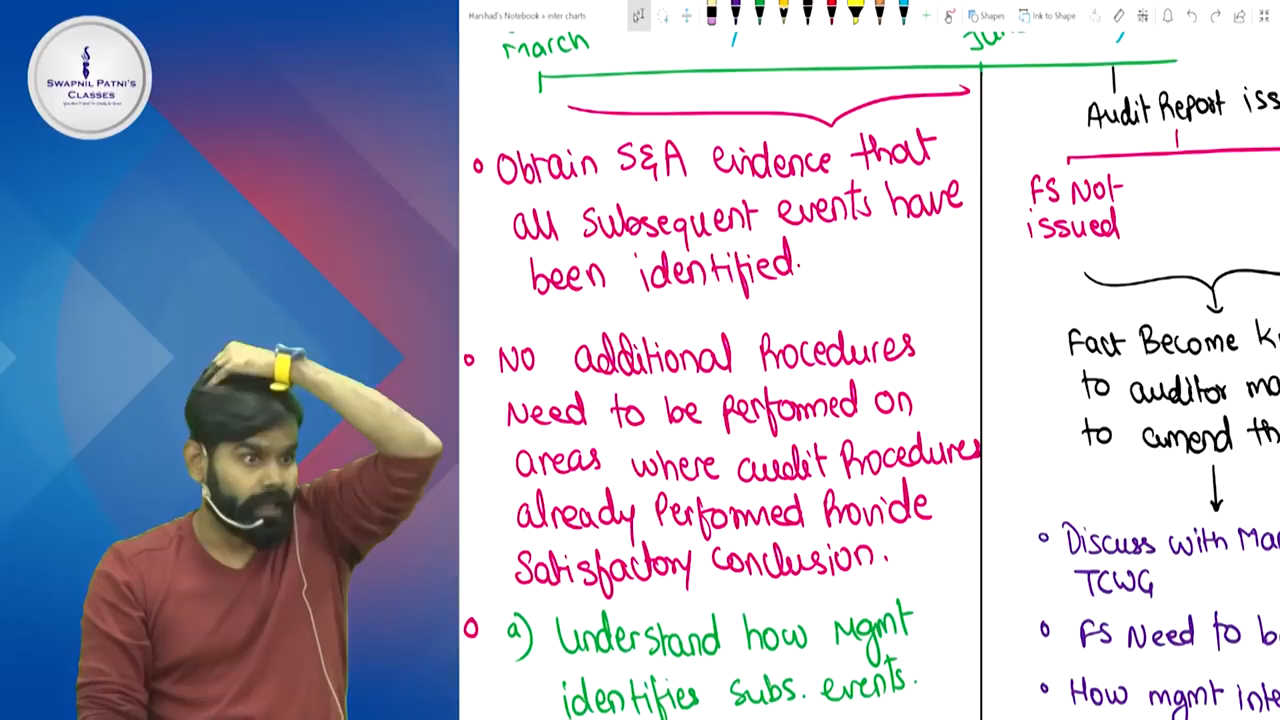 SWAPNIL PATNI'S
CLASSES
Harshad's Notebook » inter charts
Shapes
Ink to Shape
March
Audit Report iss
• Obtain S&A evidence that
all subsequent events have
been identified.
• No additional Procedures
Need to be Performed on
areas where audit Procedures
already Performed Provide
Satisfactory Conclusion.
a) Understand how Mgmt
identifies subs. events.
FS Not
issued
Fact Become K
to auditor ma
to amend th
• Discuss with Ma
TCWG
• FS Need to b
• How mgmt inte